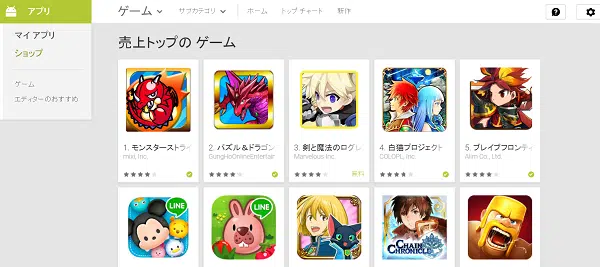 アプリ
ゲーム サブカテゴリ ホーム トップ チャート 新作
マイ アプリ
ショップ
ゲーム
エディターのおすすめ
売上トップの ゲーム
1. モンスターストライ
mixi, Inc.
2. パズル＆ドラゴン
GungHoOnlineEntertain
3. 剣と魔法のログレ
Marvelous Inc.
無料
4. 白猫プロジェクト
COLOPL, Inc.
5. ブレイブフロンティ
Alim Co., Ltd.
LINE
LINE
CHAIN
CHRONICLE